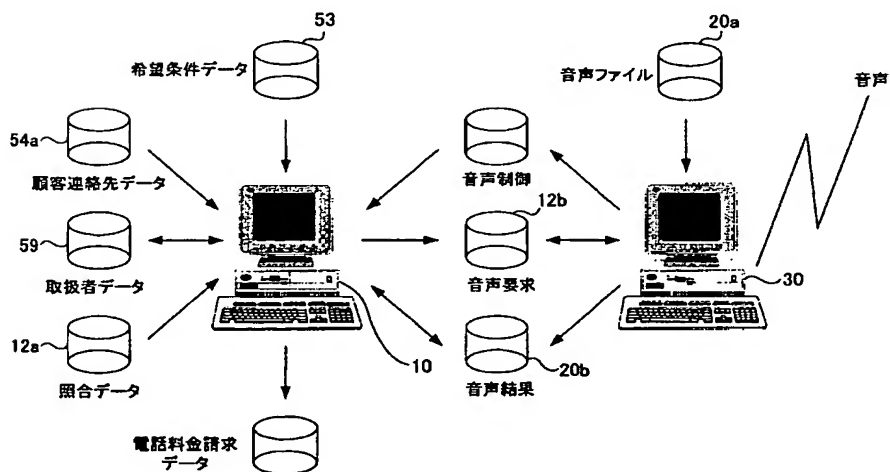 53
20a
希望条件データ
音声ファイル
音声
54a
顧客連絡先データ
音声制御
12b
59
取扱者データ
音声要求
30
12a
照合データ
10
音声結果
20b
電話料金請求
データ